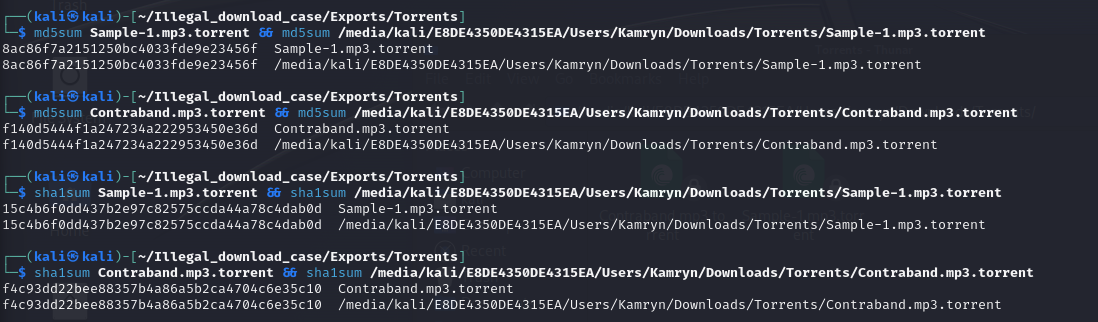 ┌──(kali㉿kali)-[~/Illegal_download_case/Exports/Torrents]
└─$ md5sum Sample-1.mp3.torrent && md5sum /media/kali/E8DE4350DE4315EA/Users/Kamryn/Downloads/Torrents/Sample-1.mp3.torrent
8ac86f7a2151250bc4033fde9e23456f  Sample-1.mp3.torrent
8ac86f7a2151250bc4033fde9e23456f  /media/kali/E8DE4350DE4315EA/Users/Kamryn/Downloads/Torrents/Sample-1.mp3.torrent
┌──(kali㉿kali)-[~/Illegal_download_case/Exports/Torrents]
└─$ md5sum Contraband.mp3.torrent && md5sum /media/kali/E8DE4350DE4315EA/Users/Kamryn/Downloads/Torrents/Contraband.mp3.torrent
f140d5444f1a247234a222953450e36d  Contraband.mp3.torrent
f140d5444f1a247234a222953450e36d  /media/kali/E8DE4350DE4315EA/Users/Kamryn/Downloads/Torrents/Contraband.mp3.torrent
┌──(kali㉿kali)-[~/Illegal_download_case/Exports/Torrents]
└─$ sha1sum Sample-1.mp3.torrent && sha1sum /media/kali/E8DE4350DE4315EA/Users/Kamryn/Downloads/Torrents/Sample-1.mp3.torrent
15c4b6f0dd437b2e97c82575ccda44a78c4dab0d  Sample-1.mp3.torrent
15c4b6f0dd437b2e97c82575ccda44a78c4dab0d  /media/kali/E8DE4350DE4315EA/Users/Kamryn/Downloads/Torrents/Sample-1.mp3.torrent
┌──(kali㉿kali)-[~/Illegal_download_case/Exports/Torrents]
└─$ sha1sum Contraband.mp3.torrent && sha1sum /media/kali/E8DE4350DE4315EA/Users/Kamryn/Downloads/Torrents/Contraband.mp3.torrent
f4c93dd22bee88357b4a86a5b2ca4704c6e35c10  Contraband.mp3.torrent
f4c93dd22bee88357b4a86a5b2ca4704c6e35c10  /media/kali/E8DE4350DE4315EA/Users/Kamryn/Downloads/Torrents/Contraband.mp3.torrent